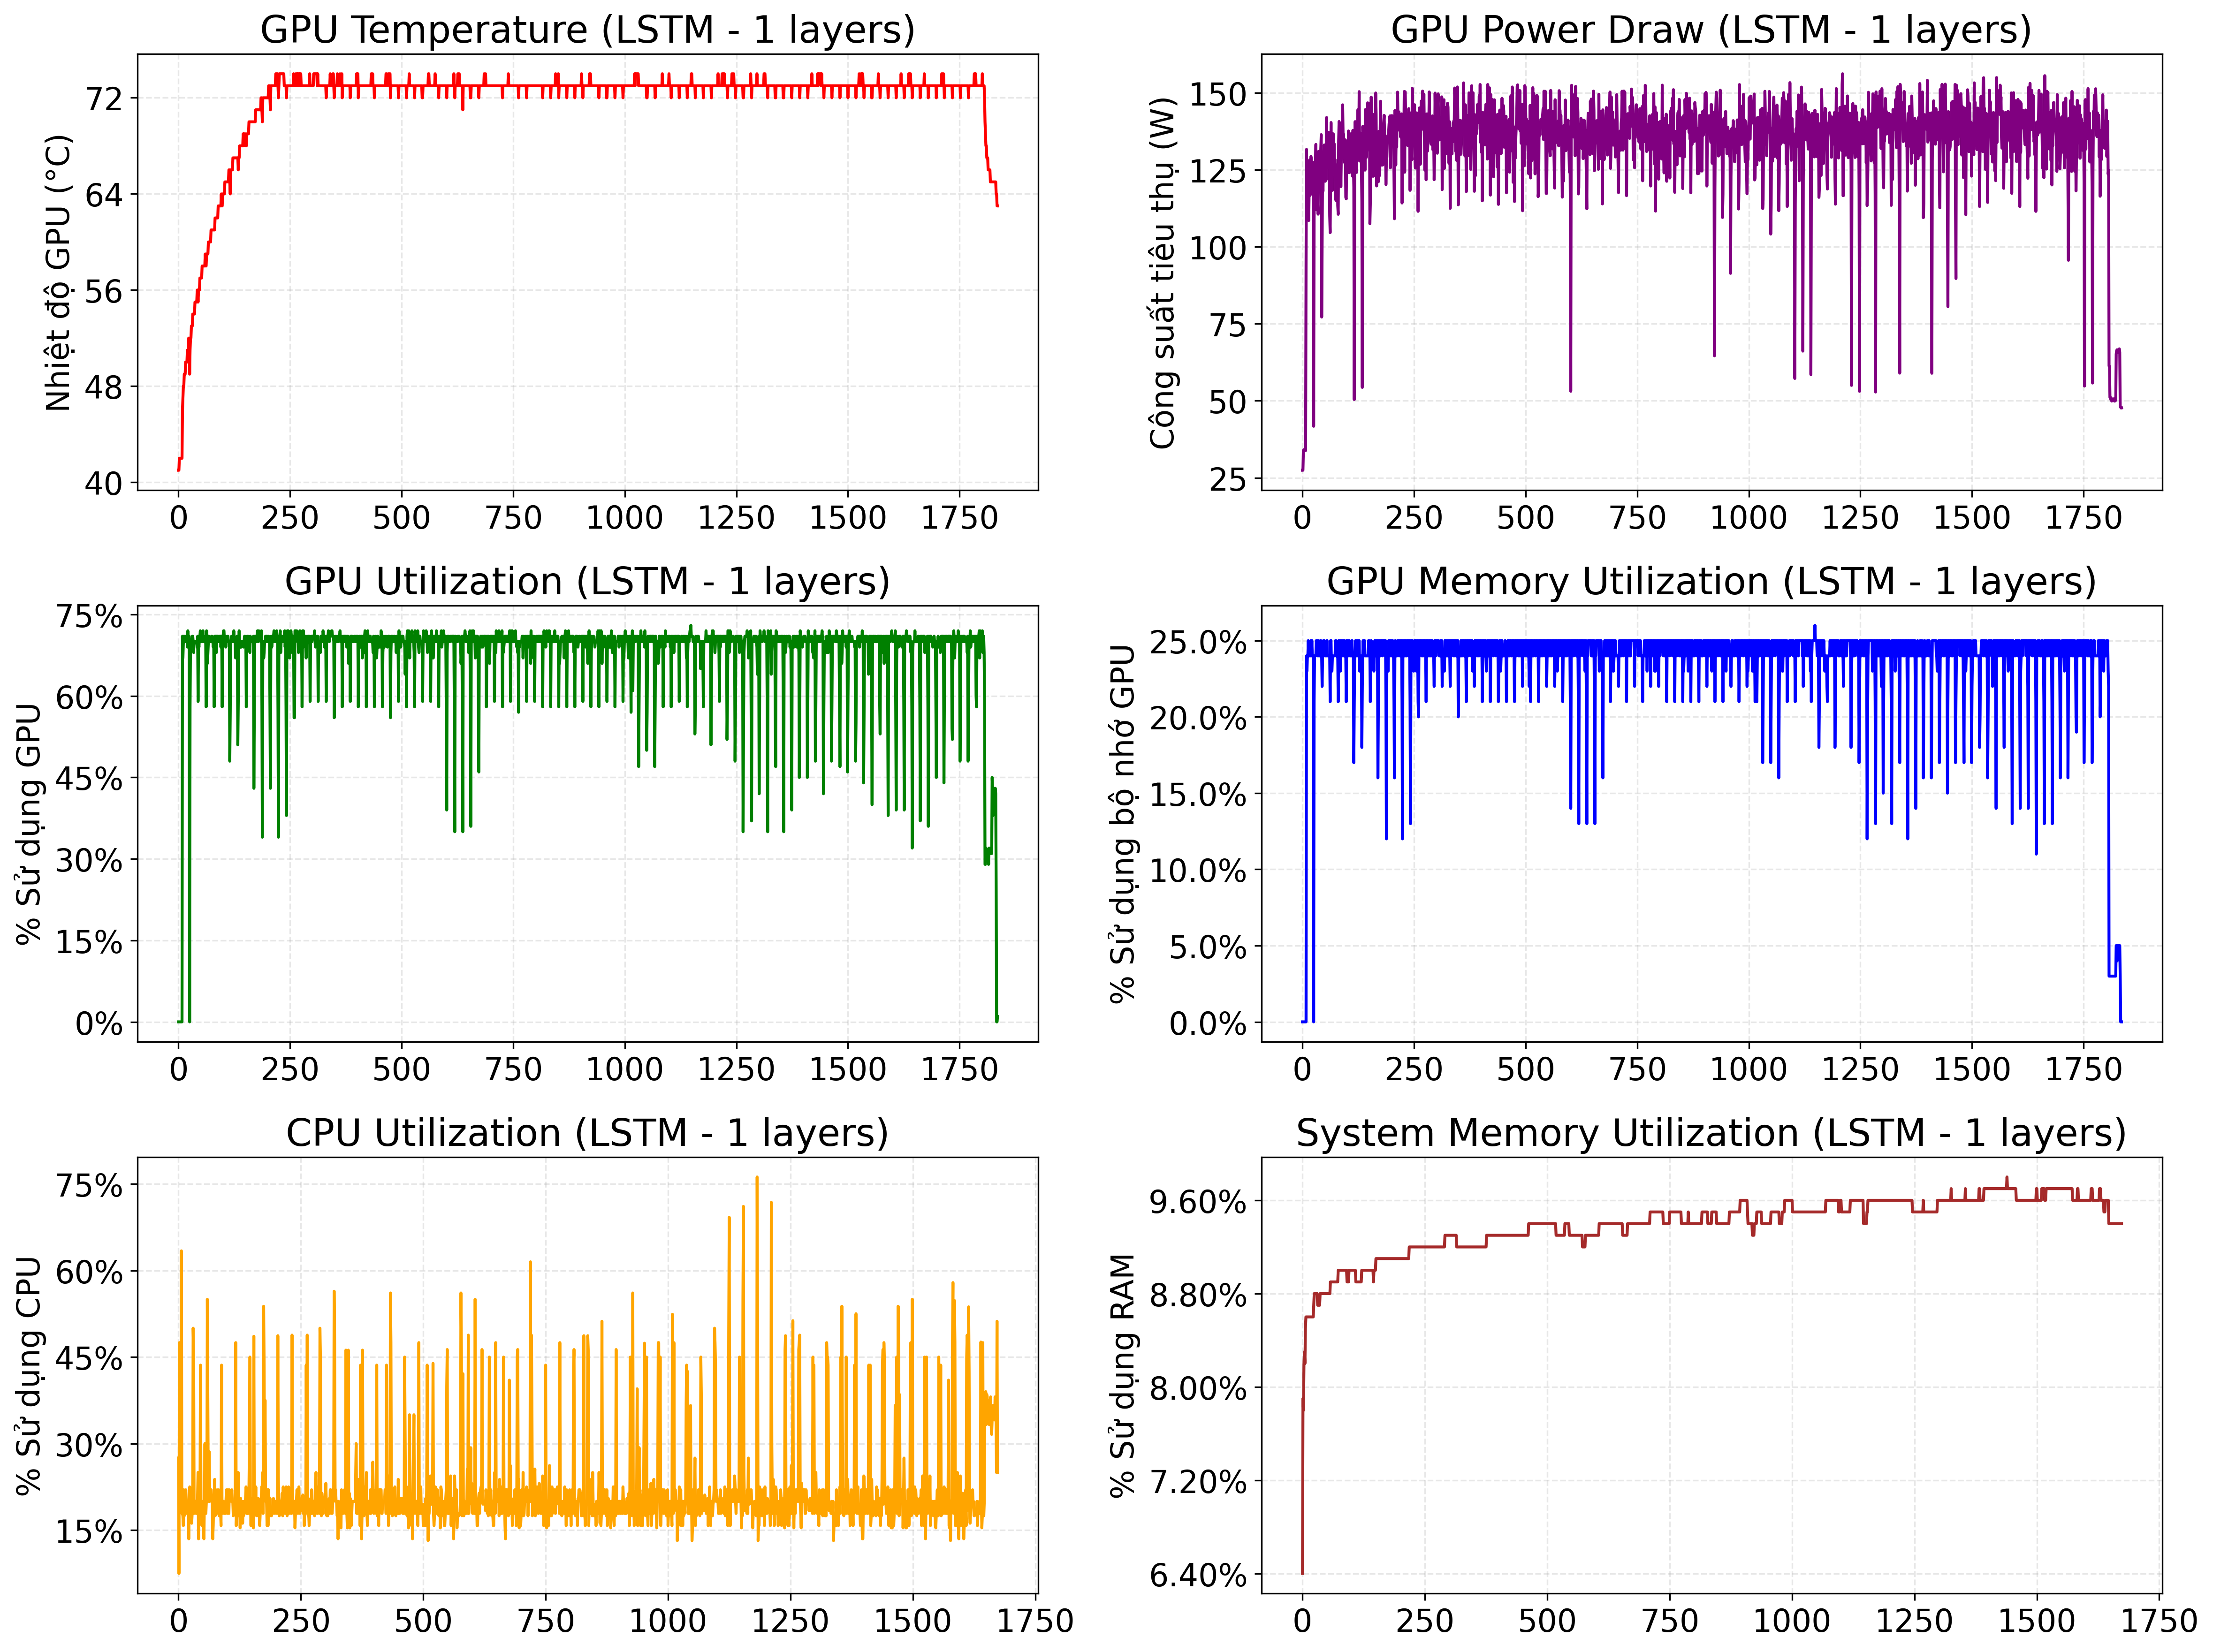 GPU Temperature (LSTM - 1 layers)
Nhiệt độ GPU (°C)
72
64
56
48
40
0 250 500 750 1000 1250 1500 1750
GPU Power Draw (LSTM - 1 layers)
Công suất tiêu thụ (W)
150
125
100
75
50
25
0 250 500 750 1000 1250 1500 1750
GPU Utilization (LSTM - 1 layers)
% Sử dụng GPU
75%
60%
45%
30%
15%
0%
0 250 500 750 1000 1250 1500 1750
GPU Memory Utilization (LSTM - 1 layers)
% Sử dụng bộ nhớ GPU
25.0%
20.0%
15.0%
10.0%
5.0%
0.0%
0 250 500 750 1000 1250 1500 1750
CPU Utilization (LSTM - 1 layers)
% Sử dụng CPU
75%
60%
45%
30%
15%
0 250 500 750 1000 1250 1500 1750
System Memory Utilization (LSTM - 1 layers)
% Sử dụng RAM
9.60%
8.80%
8.00%
7.20%
6.40%
0 250 500 750 1000 1250 1500 1750